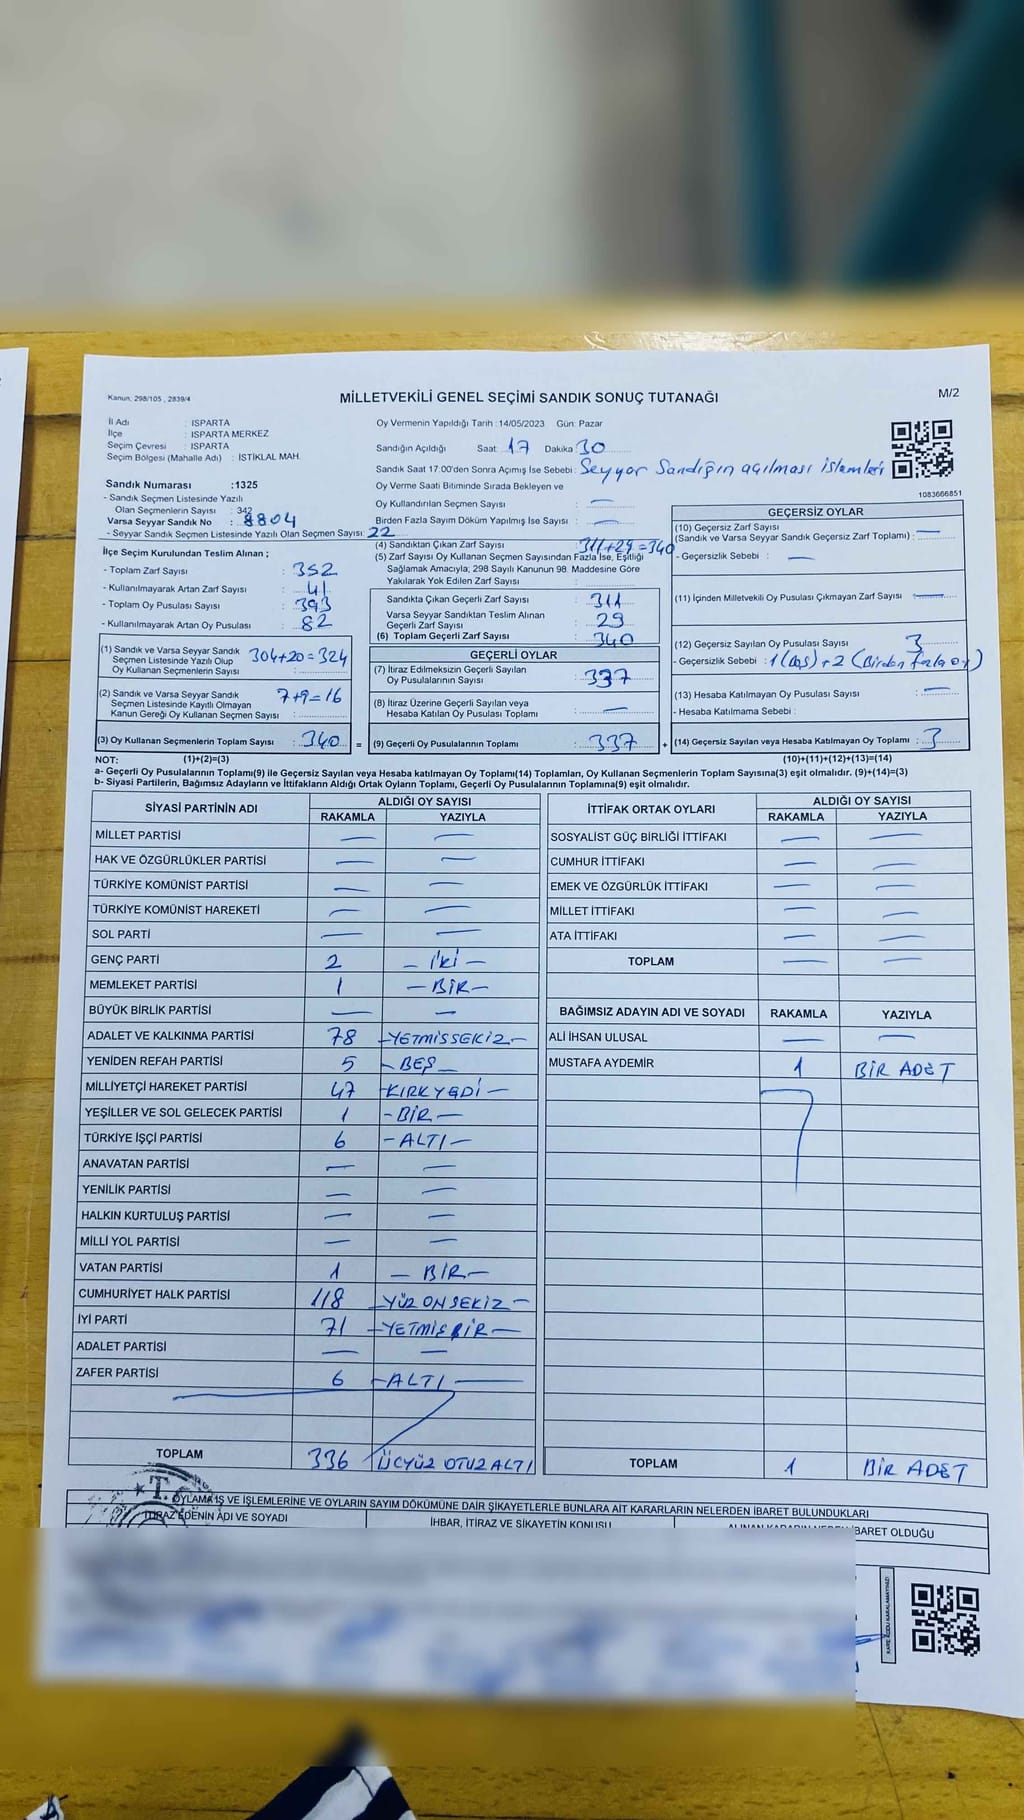 Kanun: 298/105 , 2839/4
MİLLETVEKİLİ GENEL SEÇİMİ SANDIK SONUÇ TUTANAĞI
M/2
İl Adı : ISPARTA
İlçe : ISPARTA MERKEZ
Seçim Çevresi : ISPARTA
Seçim Bölgesi (Mahalle Adı) : İSTİKLAL MAH.
Sandık Numarası :1325
- Sandık Seçmen Listesinde Yazılı
Olan Seçmenlerin Sayısı : 342
Varsa Seyyar Sandık No : 8804
- Seyyar Sandık Seçmen Listesinde Yazılı Olan Seçmen Sayısı: 22
İlçe Seçim Kurulundan Teslim Alınan ;
- Toplam Zarf Sayısı : 352
- Kullanılmayarak Artan Zarf Sayısı : 41
- Toplam Oy Pusulası Sayısı : 393
- Kullanılmayarak Artan Oy Pusulası : 82
(1) Sandık ve Varsa Seyyar Sandık
Seçmen Listesinde Yazılı Olup
Oy Kullanan Seçmenlerin Sayısı 304+20=324
(2) Sandık ve Varsa Seyyar Sandık
Seçmen Listesinde Kayıtlı Olmayan
Kanun Gereği Oy Kullanan Seçmen Sayısı : 7+9=16
(3) Oy Kullanan Seçmenlerin Toplam Sayısı : 340 =
Oy Vermenin Yapıldığı Tarih :14/05/2023 Gün: Pazar
Sandığın Açıldığı Saat: 17 Dakika: 30
Sandık Saat 17.00'den Sonra Açımış İse Sebebi: Seyyar Sandığın açılması işlemleri
Oy Verme Saati Bitiminde Sırada Bekleyen ve
Oy Kullandırılan Seçmen Sayısı : —
Birden Fazla Sayım Döküm Yapılmış İse Sayısı : —
(4) Sandıktan Çıkan Zarf Sayısı : 311+29=340
(5) Zarf Sayısı Oy Kullanan Seçmen Sayısından Fazla İse, Eşitliği
Sağlamak Amacıyla; 298 Sayılı Kanunun 98. Maddesine Göre
Yakılarak Yok Edilen Zarf Sayısı :
Sandıkta Çıkan Geçerli Zarf Sayısı : 311
Varsa Seyyar Sandıktan Teslim Alınan
Geçerli Zarf Sayısı : 29
(6) Toplam Geçerli Zarf Sayısı : 340
GEÇERLİ OYLAR
(7) İtiraz Edilmeksizin Geçerli Sayılan
Oy Pusulalarının Sayısı : 337
(8) İtiraz Üzerine Geçerli Sayılan veya
Hesaba Katılan Oy Pusulası Toplamı : —
(9) Geçerli Oy Pusulalarının Toplamı : 337 +
1083666851
GEÇERSİZ OYLAR
(10) Geçersiz Zarf Sayısı
(Sandık ve Varsa Seyyar Sandık Geçersiz Zarf Toplamı) : —
- Geçersizlik Sebebi : —
(11) İçinden Milletvekili Oy Pusulası Çıkmayan Zarf Sayısı : —
(12) Geçersiz Sayılan Oy Pusulası Sayısı : 3
- Geçersizlik Sebebi : 1 (boş) + 2 (Birden fazla oy)
(13) Hesaba Katılmayan Oy Pusulası Sayısı : —
- Hesaba Katılmama Sebebi :
(14) Geçersiz Sayılan veya Hesaba Katılmayan Oy Toplamı : 3
NOT: (1)+(2)=(3) (10)+(11)+(12)+(13)=(14)
a- Geçerli Oy Pusulalarının Toplamı(9) ile Geçersiz Sayılan veya Hesaba katılmayan Oy Toplamı(14) Toplamları, Oy Kullanan Seçmenlerin Toplam Sayısına(3) eşit olmalıdır. (9)+(14)=(3)
b- Siyasi Partilerin, Bağımsız Adayların ve İttifakların Aldığı Ortak Oyların Toplamı, Geçerli Oy Pusulalarının Toplamına(9) eşit olmalıdır.
SİYASİ PARTİNİN ADI ALDIĞI OY SAYISI
RAKAMLA YAZIYLA
MİLLET PARTİSİ — —
HAK VE ÖZGÜRLÜKLER PARTİSİ — —
TÜRKİYE KOMÜNİST PARTİSİ — —
TÜRKİYE KOMÜNİST HAREKETİ — —
SOL PARTİ — —
GENÇ PARTİ 2 — İKİ —
MEMLEKET PARTİSİ 1 — BİR —
BÜYÜK BİRLİK PARTİSİ — —
ADALET VE KALKINMA PARTİSİ 78 — YETMİSSEKİZ —
YENİDEN REFAH PARTİSİ 5 — BEŞ —
MİLLİYETÇİ HAREKET PARTİSİ 47 — KIRKYEDİ —
YEŞİLLER VE SOL GELECEK PARTİSİ 1 — BİR —
TÜRKİYE İŞÇİ PARTİSİ 6 — ALTI —
ANAVATAN PARTİSİ — —
YENİLİK PARTİSİ — —
HALKIN KURTULUŞ PARTİSİ — —
MİLLİ YOL PARTİSİ — —
VATAN PARTİSİ 1 — BİR —
CUMHURİYET HALK PARTİSİ 118 — YÜZ ONSEKİZ —
İYİ PARTİ 71 — YETMİŞBİR —
ADALET PARTİSİ — —
ZAFER PARTİSİ 6 — ALTI —
TOPLAM 336 ÜÇYÜZ OTUZ ALTI
İTTİFAK ORTAK OYLARI ALDIĞI OY SAYISI
RAKAMLA YAZIYLA
SOSYALİST GÜÇ BİRLİĞİ İTTİFAKI — —
CUMHUR İTTİFAKI — —
EMEK VE ÖZGÜRLÜK İTTİFAKI — —
MİLLET İTTİFAKI — —
ATA İTTİFAKI — —
TOPLAM — —
BAĞIMSIZ ADAYIN ADI VE SOYADI RAKAMLA YAZIYLA
ALİ İHSAN ULUSAL — —
MUSTAFA AYDEMİR 1 BİR ADET
TOPLAM 1 BİR ADET
T.C
OYLAMA İŞ VE İŞLEMLERİNE VE OYLARIN SAYIM DÖKÜMÜNE DAİR ŞİKAYETLERLE BUNLARA AİT KARARLARIN NELERDEN İBARET BULUNDUKLARI
İTİRAZ EDENİN ADI VE SOYADI
İHBAR, İTİRAZ VE ŞİKAYETİN KONUSU
ALINAN KARARIN NEDEN İBARET OLDUĞU
KARE KODU KARALAMAYINIZ!